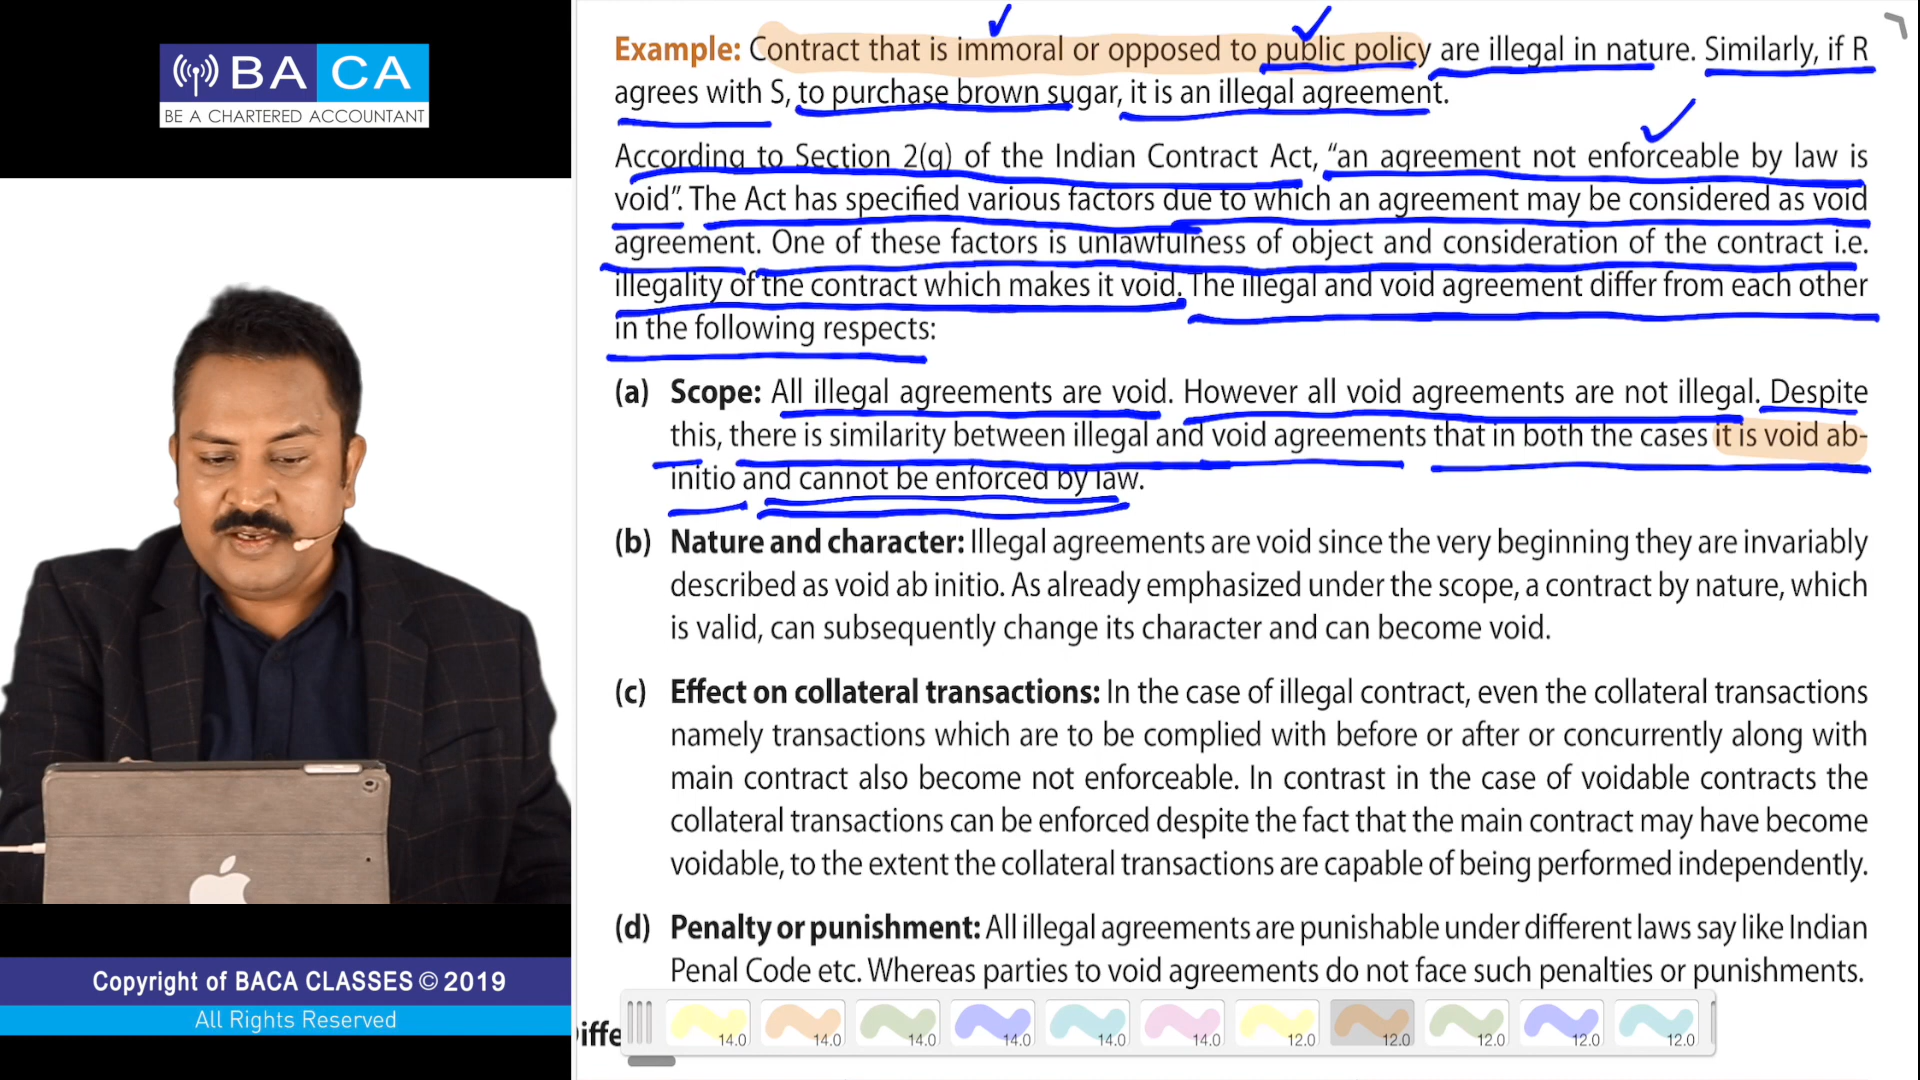 BA CA
BE A CHARTERED ACCOUNTANT
Example: Contract that is immoral or opposed to public policy are illegal in nature. Similarly, if R
agrees with S, to purchase brown sugar, it is an illegal agreement.
According to Section 2(g) of the Indian Contract Act, “an agreement not enforceable by law is
void”. The Act has specified various factors due to which an agreement may be considered as void
agreement. One of these factors is unlawfulness of object and consideration of the contract i.e.
illegality of the contract which makes it void. The illegal and void agreement differ from each other
in the following respects:
(a) Scope: All illegal agreements are void. However all void agreements are not illegal. Despite
this, there is similarity between illegal and void agreements that in both the cases it is void ab-
initio and cannot be enforced by law.
(b) Nature and character: Illegal agreements are void since the very beginning they are invariably
described as void ab initio. As already emphasized under the scope, a contract by nature, which
is valid, can subsequently change its character and can become void.
(c) Effect on collateral transactions: In the case of illegal contract, even the collateral transactions
namely transactions which are to be complied with before or after or concurrently along with
main contract also become not enforceable. In contrast in the case of voidable contracts the
collateral transactions can be enforced despite the fact that the main contract may have become
voidable, to the extent the collateral transactions are capable of being performed independently.
(d) Penalty or punishment: All illegal agreements are punishable under different laws say like Indian
Penal Code etc. Whereas parties to void agreements do not face such penalties or punishments.
14.0 14.0 14.0 14.0 14.0 14.0 12.0 12.0 12.0 12.0 12.0
Copyright of BACA CLASSES © 2019
All Rights Reserved